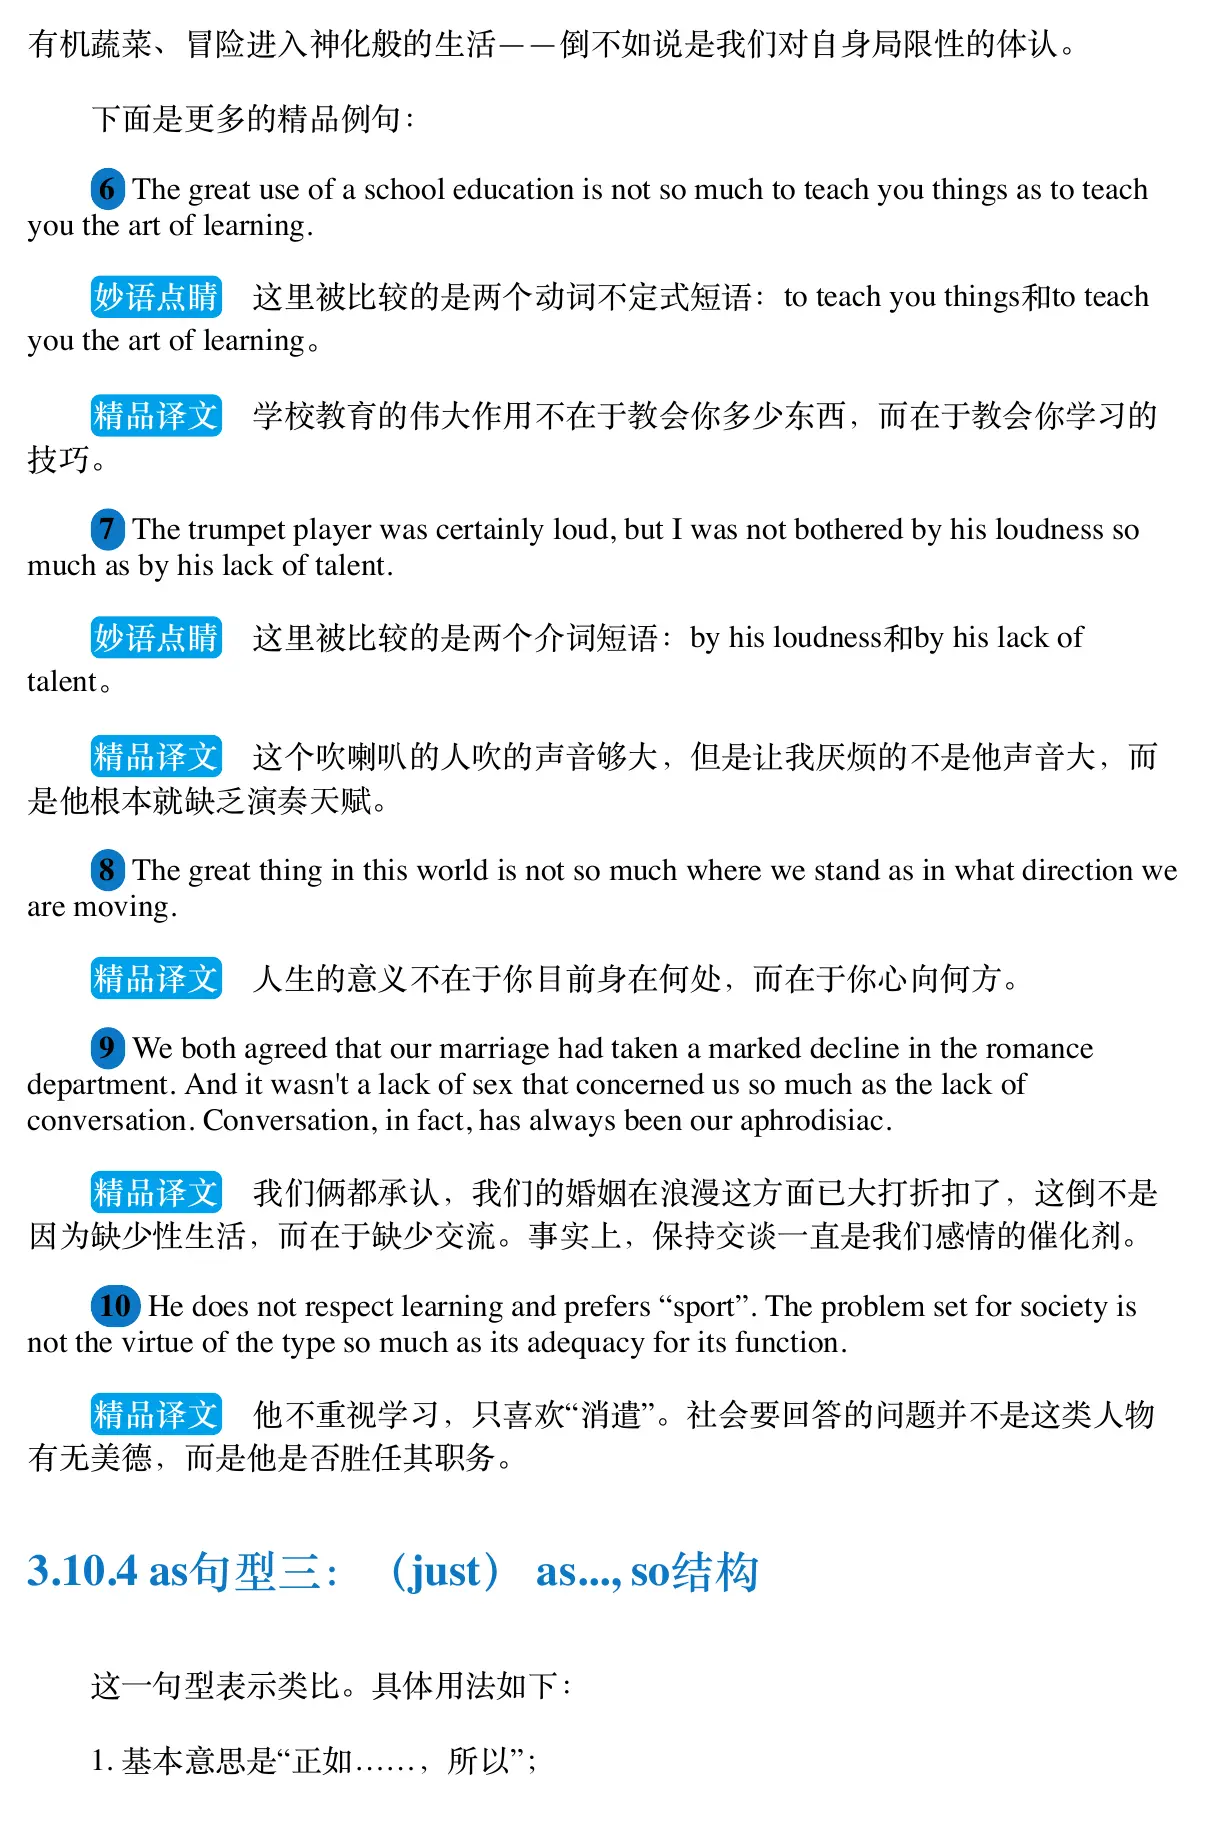 有机蔬菜、冒险进入神化般的生活——倒不如说是我们对自身局限性的体认。
下面是更多的精品例句：
6 The great use of a school education is not so much to teach you things as to teach
you the art of learning.
妙语点睛 这里被比较的是两个动词不定式短语：to teach you things和to teach
you the art of learning。
精品译文 学校教育的伟大作用不在于教会你多少东西，而在于教会你学习的
技巧。
7 The trumpet player was certainly loud, but I was not bothered by his loudness so
much as by his lack of talent.
妙语点睛 这里被比较的是两个介词短语：by his loudness和by his lack of
talent。
精品译文 这个吹喇叭的人吹的声音够大，但是让我厌烦的不是他声音大，而
是他根本就缺乏演奏天赋。
8 The great thing in this world is not so much where we stand as in what direction we
are moving.
精品译文 人生的意义不在于你目前身在何处，而在于你心向何方。
9 We both agreed that our marriage had taken a marked decline in the romance
department. And it wasn't a lack of sex that concerned us so much as the lack of
conversation. Conversation, in fact, has always been our aphrodisiac.
精品译文 我们俩都承认，我们的婚姻在浪漫这方面已大打折扣了，这倒不是
因为缺少性生活，而在于缺少交流。事实上，保持交谈一直是我们感情的催化剂。
10 He does not respect learning and prefers “sport”. The problem set for society is
not the virtue of the type so much as its adequacy for its function.
精品译文 他不重视学习，只喜欢“消遣”。社会要回答的问题并不是这类人物
有无美德，而是他是否胜任其职务。
3.10.4 as句型三：（just） as..., so结构
这一句型表示类比。具体用法如下：
1. 基本意思是“正如……，所以”；